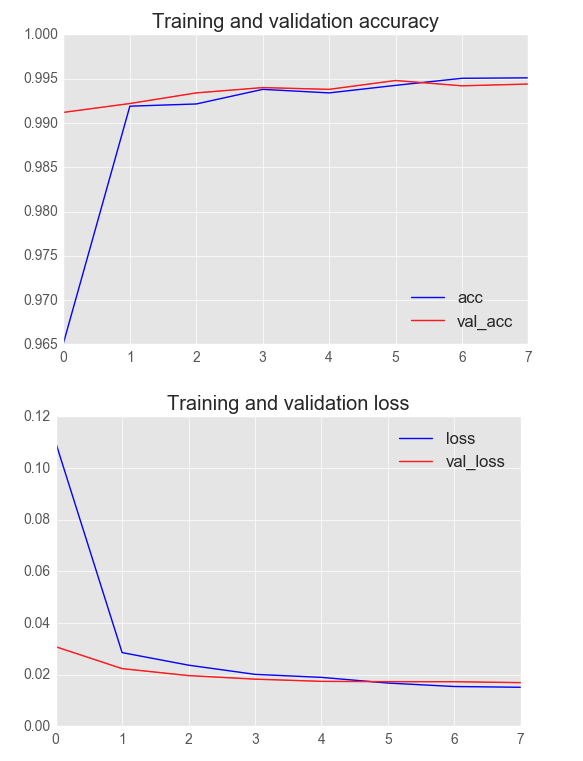 Training and validation accuracy
1.000
0.995
0.990
0.985
0.980
0.975
0.970
0.965
acc
val_acc
0 1 2 3 4 5 6 7
Training and validation loss
0.12
0.10
0.08
0.06
0.04
0.02
0.00
loss
val_loss
0 1 2 3 4 5 6 7